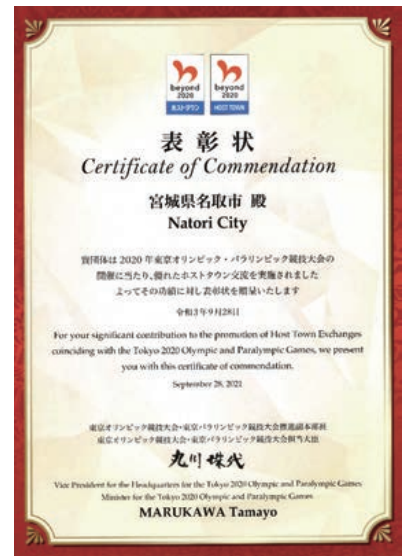 beyond
2020
ホストタウン
beyond
2020
HOST TOWN
表彰状
Certificate of Commendation
宮城県名取市 殿
Natori City
貴団体は2020年東京オリンピック・パラリンピック競技大会の
開催に当たり、優れたホストタウン交流を実施されました
よってその功績に対し表彰状を贈呈いたします
令和3年9月28日
For your significant contribution to the promotion of Host Town Exchanges
coinciding with the Tokyo 2020 Olympic and Paralympic Games, we present
you with this certificate of commendation.
September 28, 2021
東京オリンピック競技大会・東京パラリンピック競技大会推進副本部長
東京オリンピック競技大会・東京パラリンピック競技大会担当大臣
丸川珠代
Vice President for the Headquarters for the Tokyo 2020 Olympic and Paralympic Games
Minister for the Tokyo 2020 Olympic and Paralympic Games
MARUKAWA Tamayo